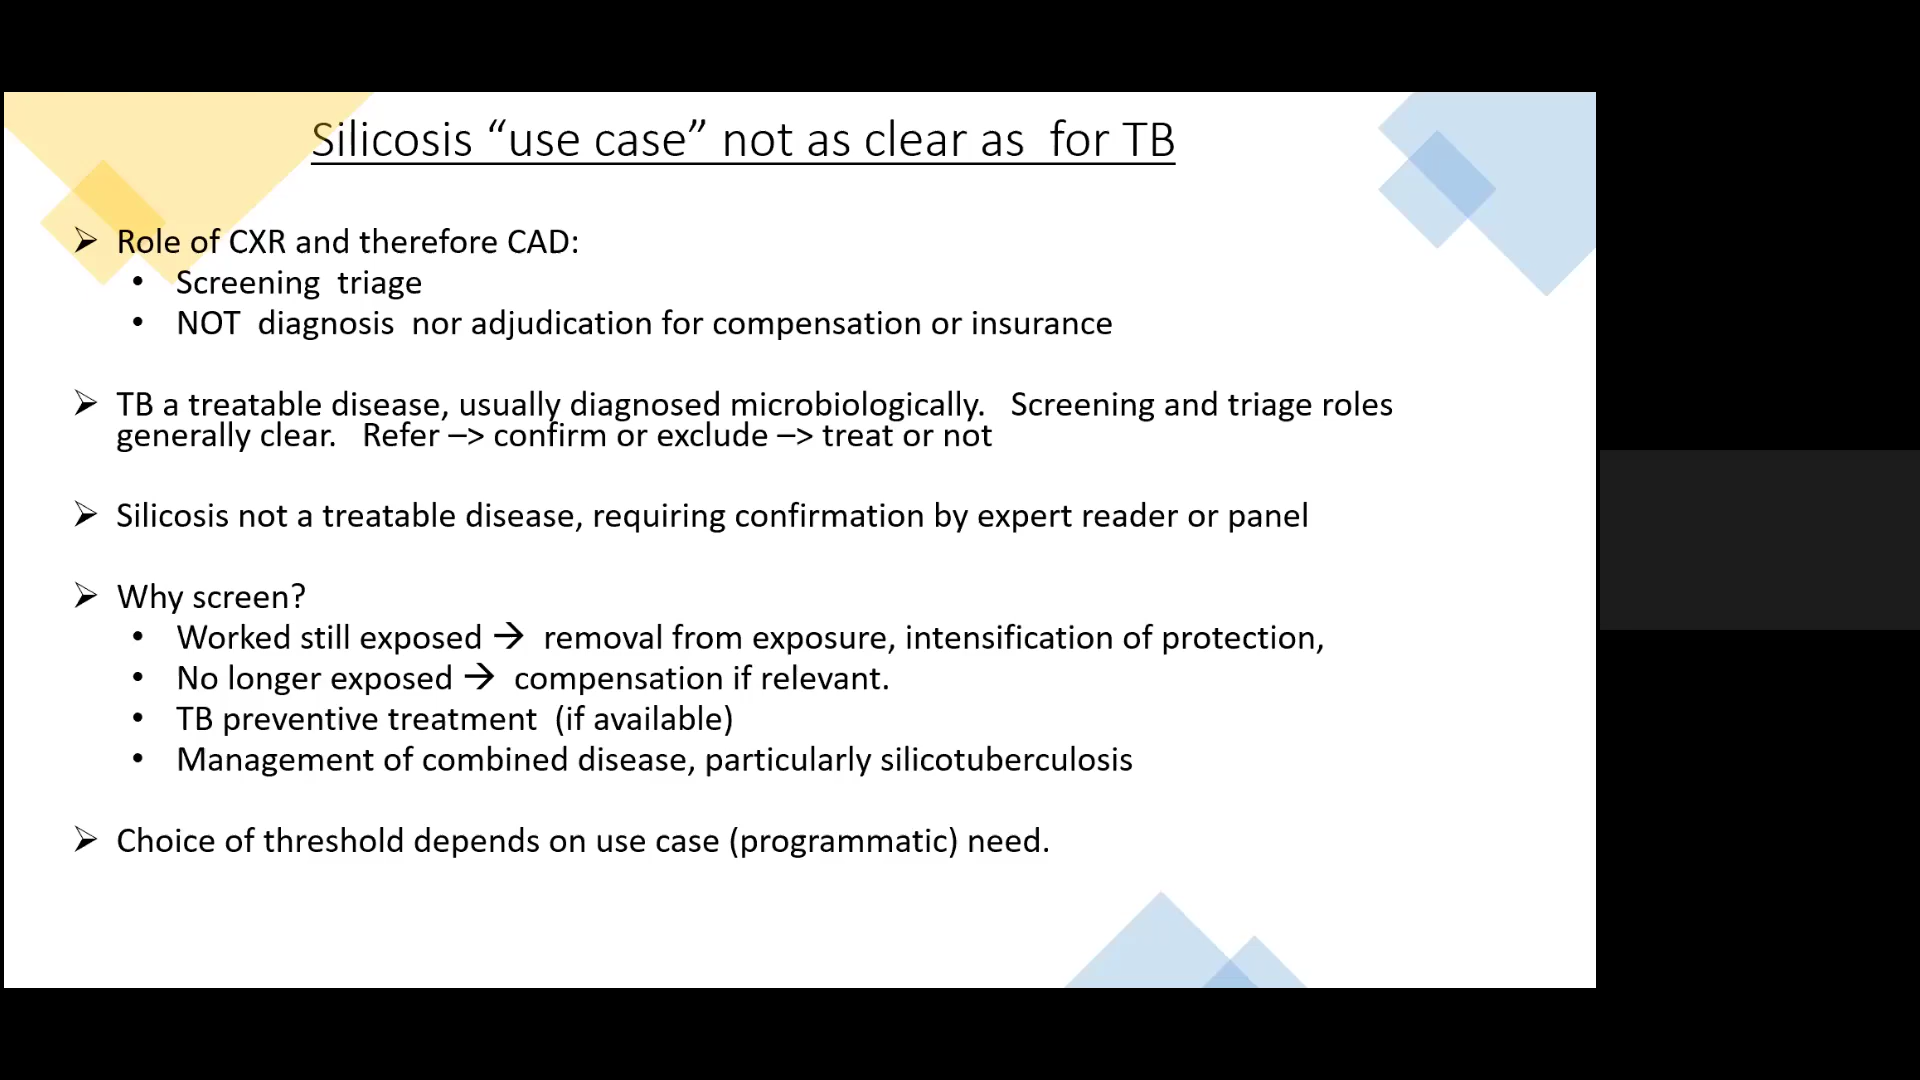 Silicosis “use case” not as clear as for TB
➢ Role of CXR and therefore CAD:
• Screening triage
• NOT diagnosis nor adjudication for compensation or insurance
➢ TB a treatable disease, usually diagnosed microbiologically. Screening and triage roles
generally clear. Refer –> confirm or exclude –> treat or not
➢ Silicosis not a treatable disease, requiring confirmation by expert reader or panel
➢ Why screen?
• Worked still exposed → removal from exposure, intensification of protection,
• No longer exposed → compensation if relevant.
• TB preventive treatment (if available)
• Management of combined disease, particularly silicotuberculosis
➢ Choice of threshold depends on use case (programmatic) need.